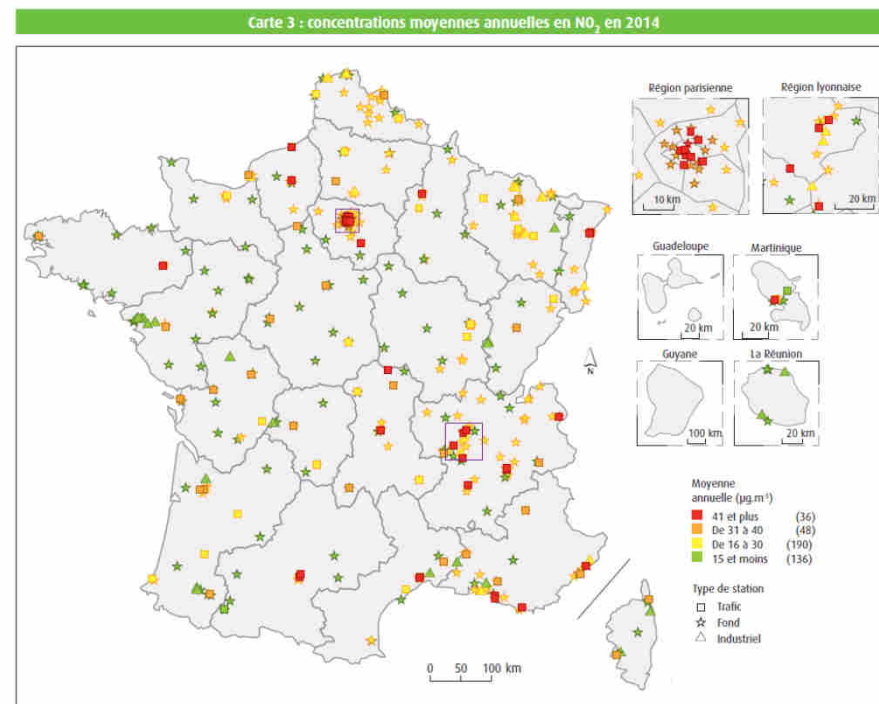 Carte 3 : concentrations moyennes annuelles en NO₂ en 2014
Région parisienne
Région lyonnaise
10 km
20 km
Guadeloupe
Martinique
20 km
20 km
N
Guyane
La Réunion
100 km
20 km
Moyenne
annuelle (µg.m⁻³)
41 et plus (36)
De 31 à 40 (48)
De 16 à 30 (190)
15 et moins (136)
Type de station
Trafic
Fond
Industriel
0 50 100 km